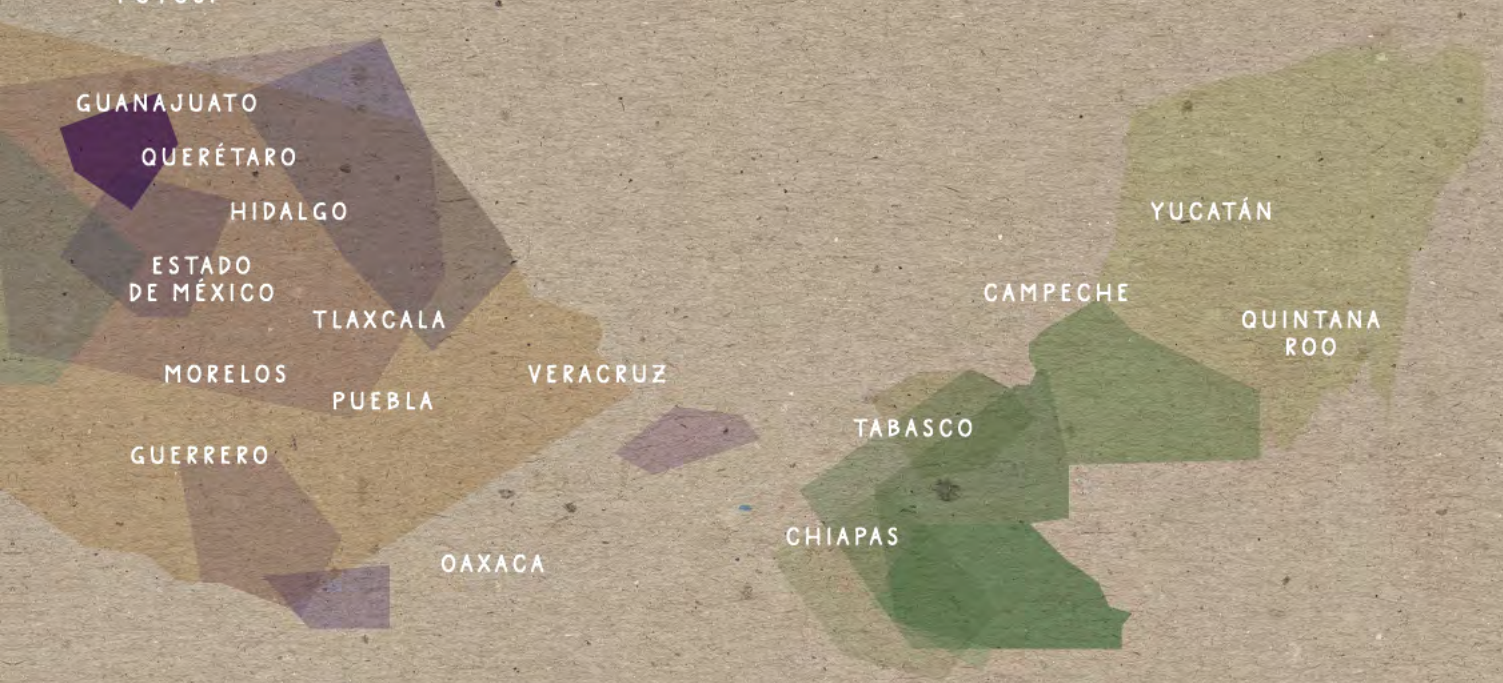 GUANAJUATO
QUERÉTARO
HIDALGO
YUCATÁN
ESTADO
DE MÉXICO
CAMPECHE
TLAXCALA
QUINTANA
ROO
MORELOS
VERACRUZ
PUEBLA
TABASCO
GUERRERO
CHIAPAS
OAXACA